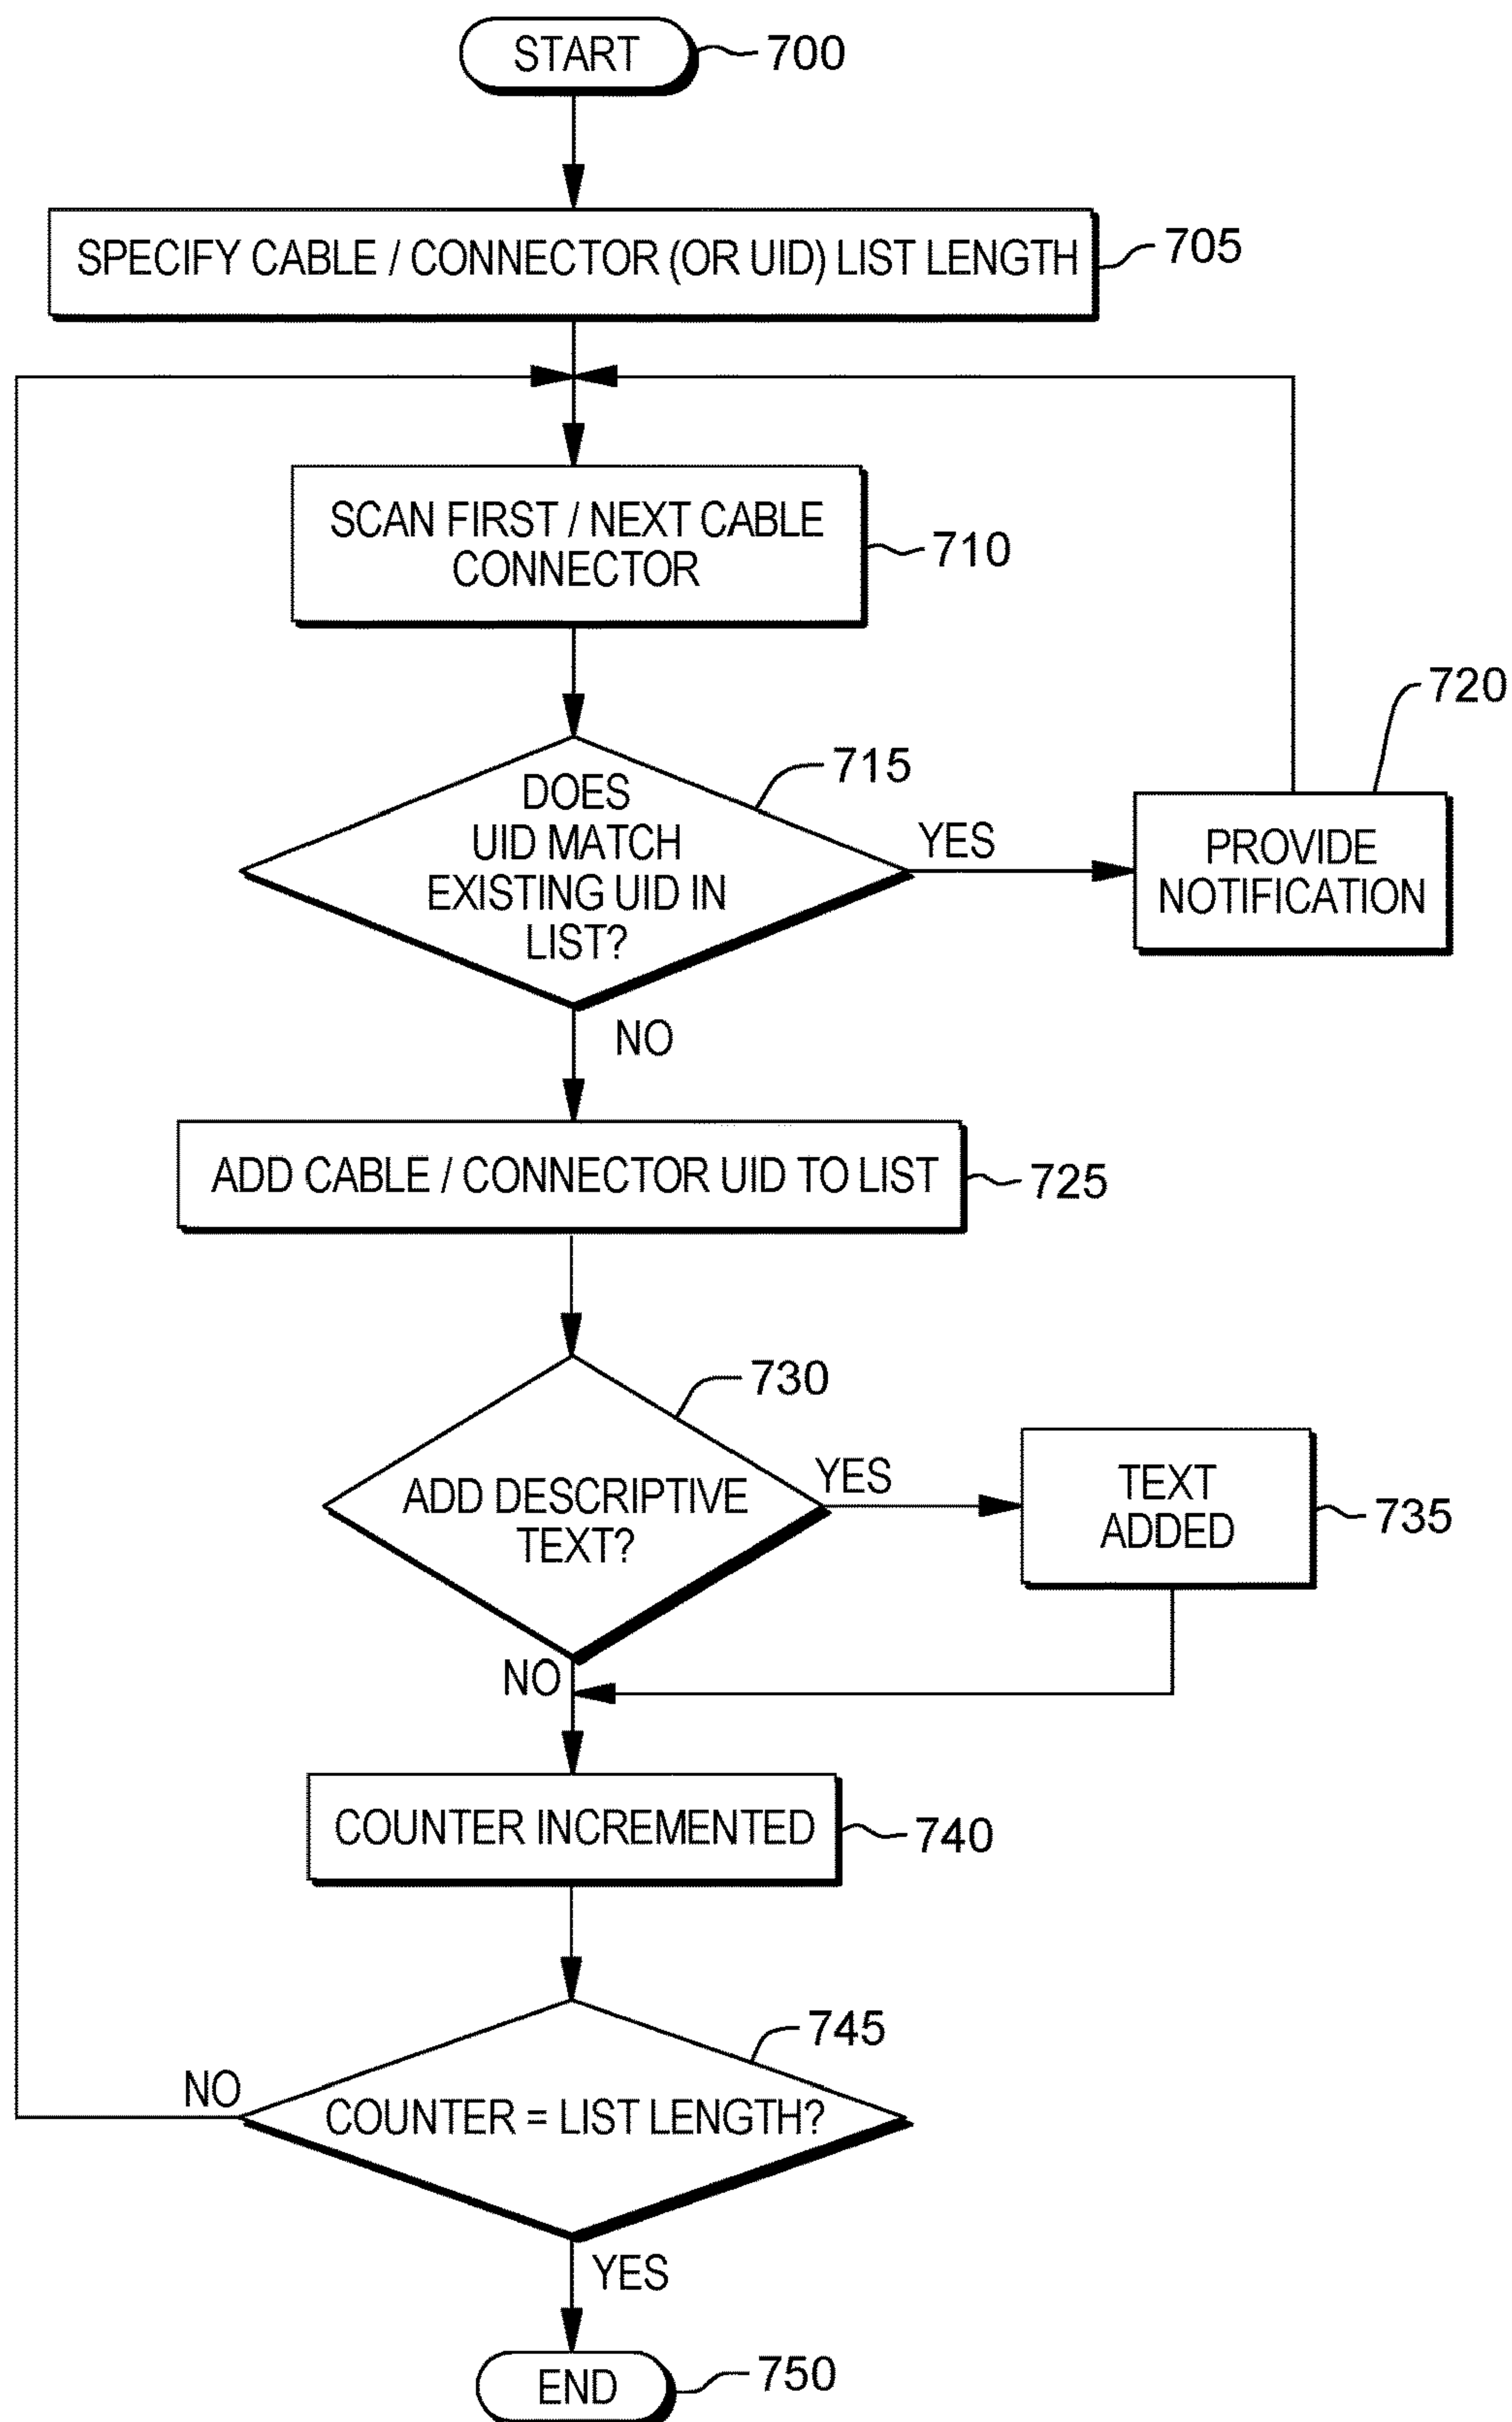 START
700
SPECIFY CABLE / CONNECTOR (OR UID) LIST LENGTH
705
SCAN FIRST / NEXT CABLE
CONNECTOR
710
DOES
UID MATCH
EXISTING UID IN
LIST?
715
YES
PROVIDE
NOTIFICATION
720
NO
ADD CABLE / CONNECTOR UID TO LIST
725
ADD DESCRIPTIVE
TEXT?
730
YES
TEXT
ADDED
735
NO
COUNTER INCREMENTED
740
COUNTER = LIST LENGTH?
745
NO
YES
END
750